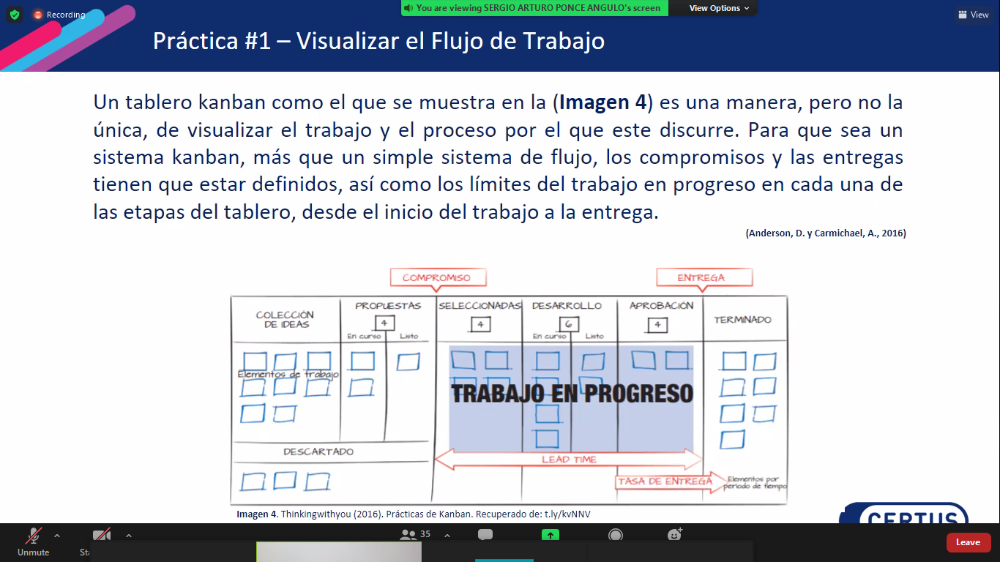 Recording
You are viewing SERGIO ARTURO PONCE ANGULO's screen
View Options
View
Práctica #1 – Visualizar el Flujo de Trabajo
Un tablero kanban como el que se muestra en la (Imagen 4) es una manera, pero no la
única, de visualizar el trabajo y el proceso por el que este discurre. Para que sea un
sistema kanban, más que un simple sistema de flujo, los compromisos y las entregas
tienen que estar definidos, así como los límites del trabajo en progreso en cada una de
las etapas del tablero, desde el inicio del trabajo a la entrega.
(Anderson, D. y Carmichael, A., 2016)
COMPROMISO
ENTREGA
COLECCIÓN
DE IDEAS
PROPUESTAS
4
En curso
Listo
SELECCIONADAS
4
DESARROLLO
6
En curso
Listo
APROBACIÓN
4
TERMINADO
Elementos de trabajo
TRABAJO EN PROGRESO
DESCARTADO
LEAD TIME
TASA DE ENTREGA
Elementos por
periodo de tiempo
Imagen 4. Thinkingwithyou (2016). Prácticas de Kanban. Recuperado de: t.ly/kvNNV
CERTUS
Unmute
35
Leave